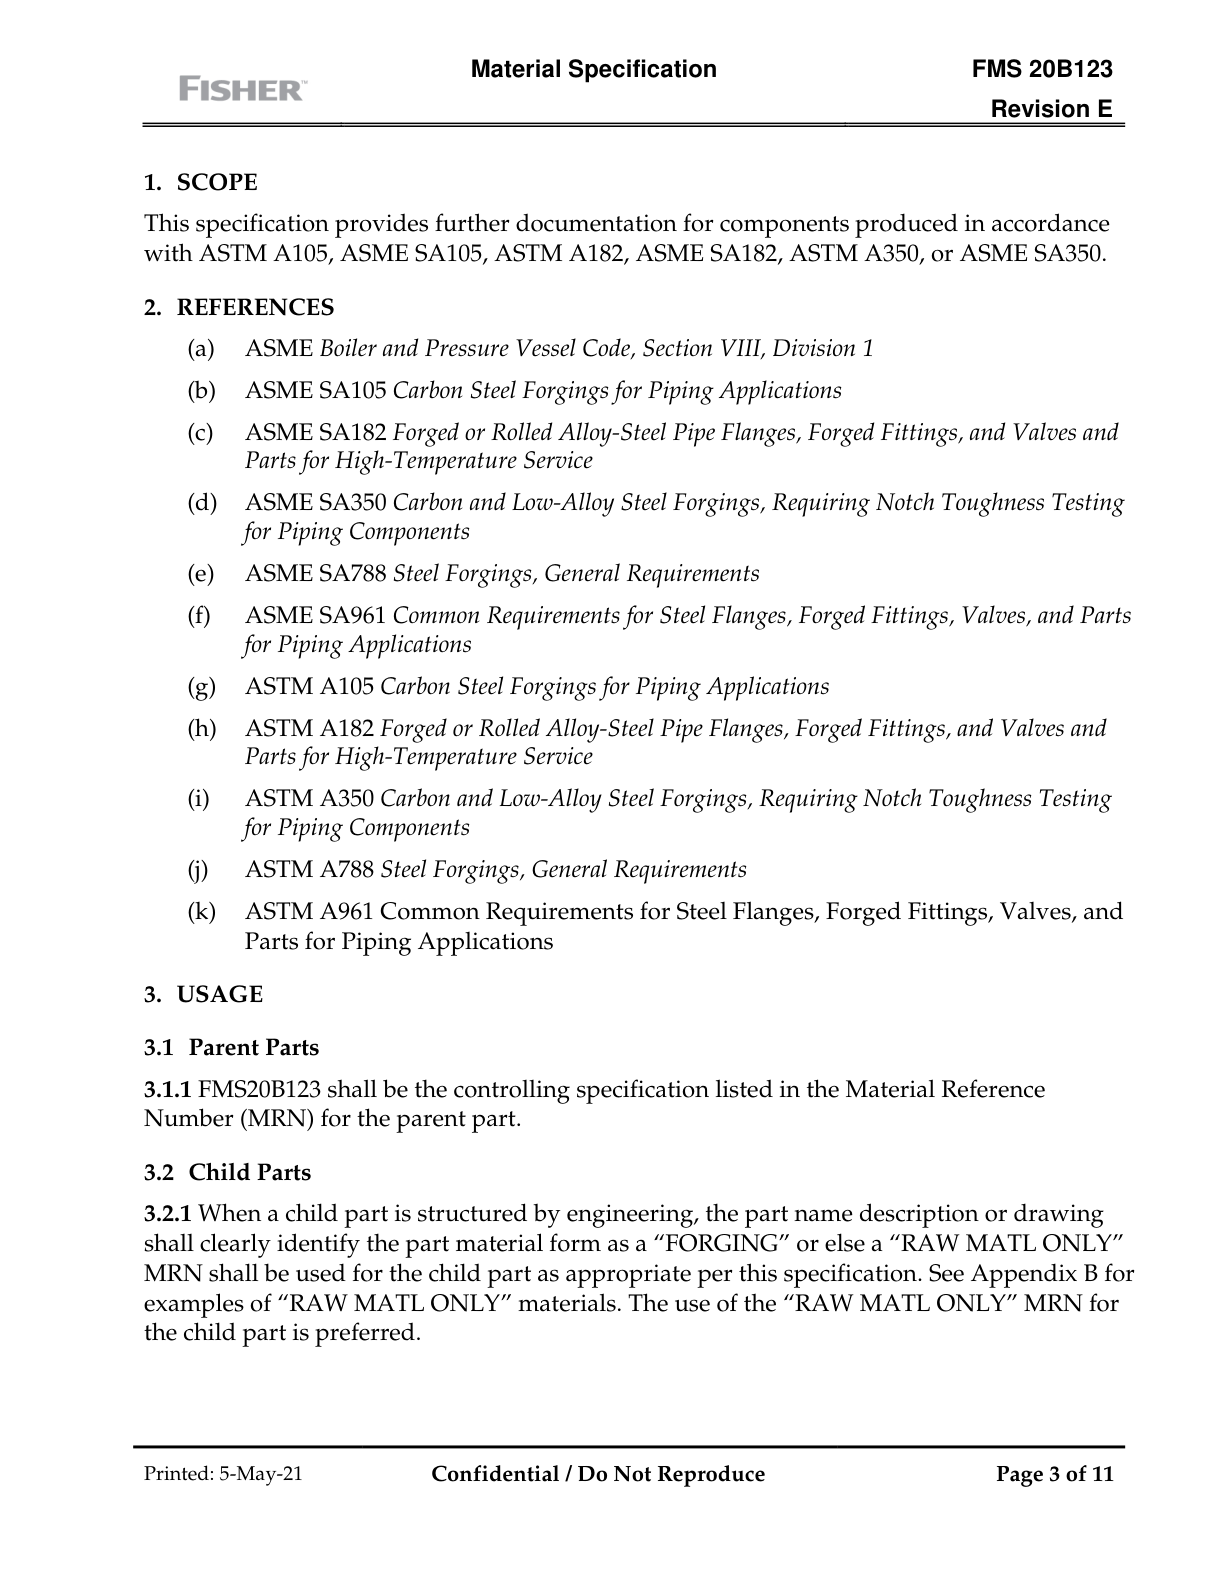 Material Specification
FMS 20B123
FISHER™
Revision E
1. SCOPE
This specification provides further documentation for components produced in accordance
with ASTM A105, ASME SA105, ASTM A182, ASME SA182, ASTM A350, or ASME SA350.
2. REFERENCES
(a) ASME Boiler and Pressure Vessel Code, Section VIII, Division 1
(b) ASME SA105 Carbon Steel Forgings for Piping Applications
(c) ASME SA182 Forged or Rolled Alloy-Steel Pipe Flanges, Forged Fittings, and Valves and
Parts for High-Temperature Service
(d) ASME SA350 Carbon and Low-Alloy Steel Forgings, Requiring Notch Toughness Testing
for Piping Components
(e) ASME SA788 Steel Forgings, General Requirements
(f) ASME SA961 Common Requirements for Steel Flanges, Forged Fittings, Valves, and Parts
for Piping Applications
(g) ASTM A105 Carbon Steel Forgings for Piping Applications
(h) ASTM A182 Forged or Rolled Alloy-Steel Pipe Flanges, Forged Fittings, and Valves and
Parts for High-Temperature Service
(i) ASTM A350 Carbon and Low-Alloy Steel Forgings, Requiring Notch Toughness Testing
for Piping Components
(j) ASTM A788 Steel Forgings, General Requirements
(k) ASTM A961 Common Requirements for Steel Flanges, Forged Fittings, Valves, and
Parts for Piping Applications
3. USAGE
3.1 Parent Parts
3.1.1 FMS20B123 shall be the controlling specification listed in the Material Reference
Number (MRN) for the parent part.
3.2 Child Parts
3.2.1 When a child part is structured by engineering, the part name description or drawing
shall clearly identify the part material form as a “FORGING” or else a “RAW MATL ONLY”
MRN shall be used for the child part as appropriate per this specification. See Appendix B for
examples of “RAW MATL ONLY” materials. The use of the “RAW MATL ONLY” MRN for
the child part is preferred.
Printed: 5-May-21
Confidential / Do Not Reproduce
Page 3 of 11